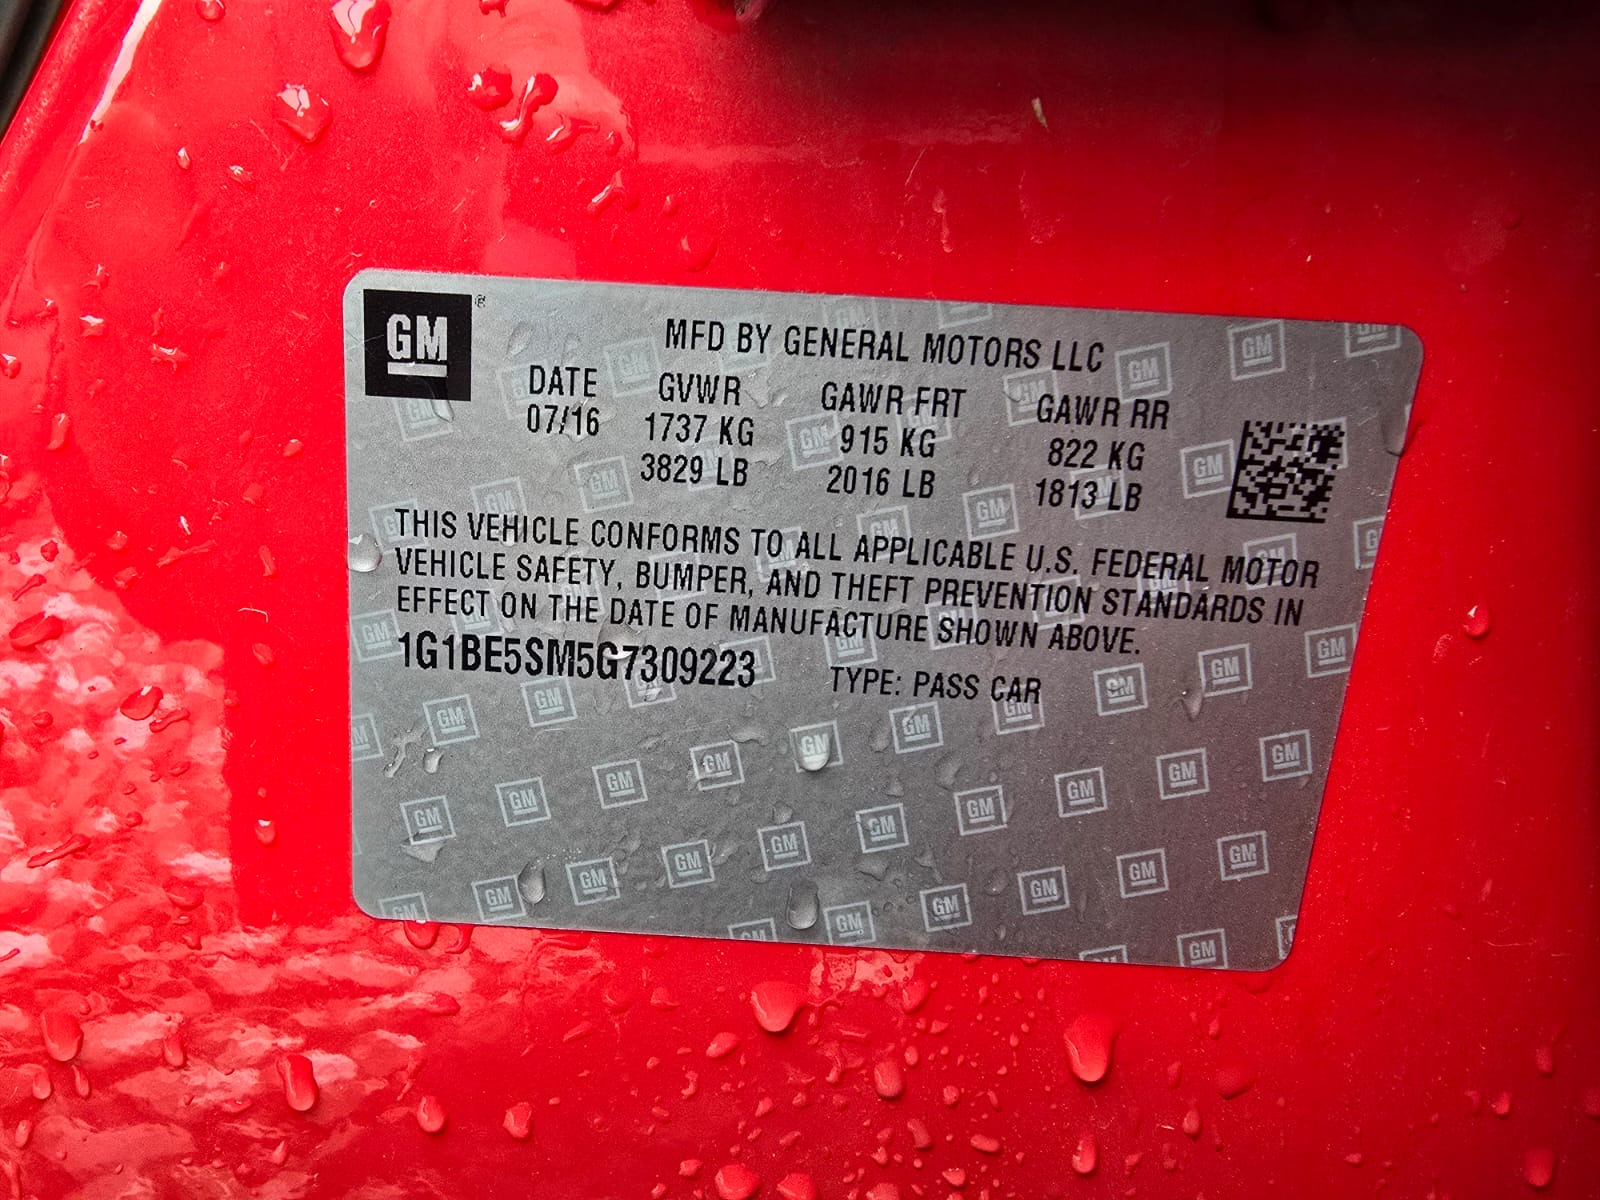 GM ®
MFD BY GENERAL MOTORS LLC
DATE GVWR GAWR FRT GAWR RR
07/16 1737 KG 915 KG 822 KG
3829 LB 2016 LB 1813 LB
THIS VEHICLE CONFORMS TO ALL APPLICABLE U.S. FEDERAL MOTOR
VEHICLE SAFETY, BUMPER, AND THEFT PREVENTION STANDARDS IN
EFFECT ON THE DATE OF MANUFACTURE SHOWN ABOVE.
1G1BE5SM5G7309223 TYPE: PASS CAR